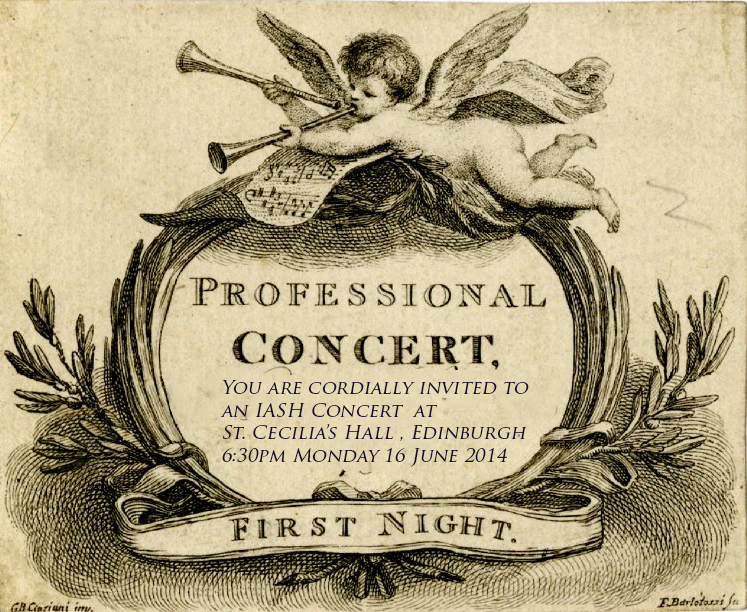 PROFESSIONAL
CONCERT,
YOU ARE CORDIALLY INVITED TO
AN IASH CONCERT AT
ST. CECILIA'S HALL , EDINBURGH
6:30PM MONDAY 16 JUNE 2014
FIRST NIGHT.
G.B. Cipriani inv.
F. Bartolozzi sc